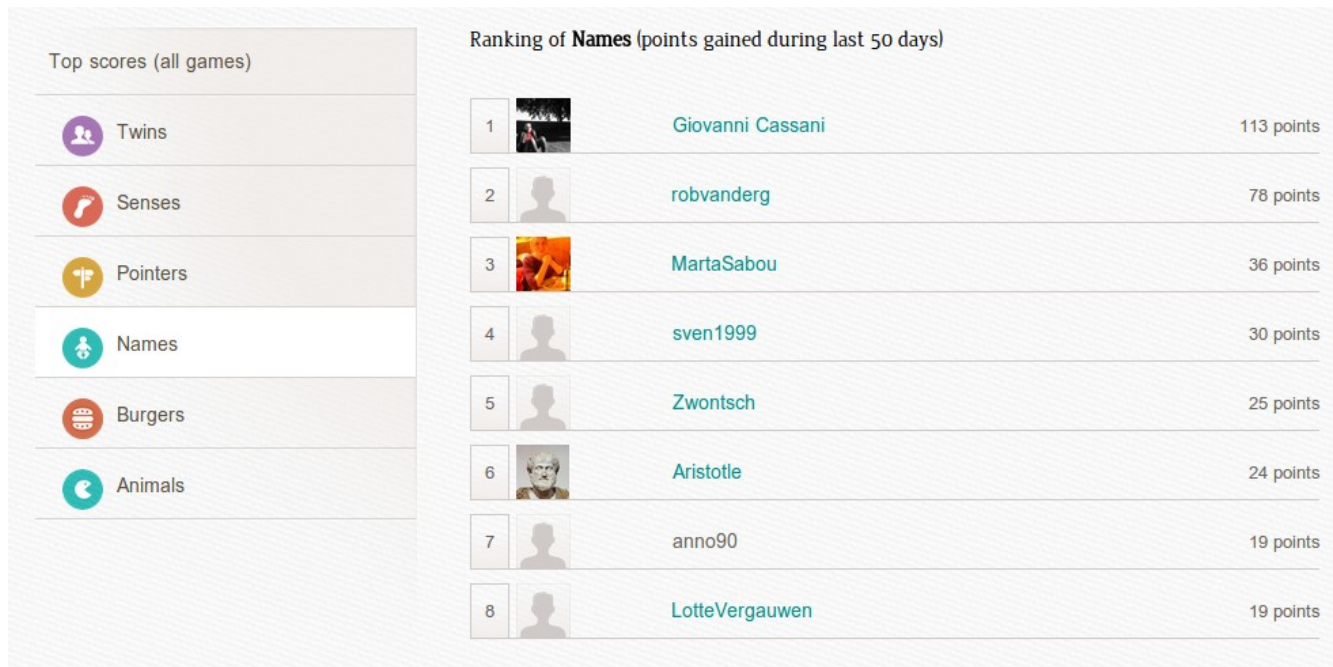 Top scores (all games)
Twins
Senses
Pointers
Names
Burgers
Animals
Ranking of Names (points gained during last 50 days)
1 Giovanni Cassani 113 points
2 robvanderg 78 points
3 MartaSabou 36 points
4 sven1999 30 points
5 Zwontsch 25 points
6 Aristotle 24 points
7 anno90 19 points
8 LotteVergauwen 19 points